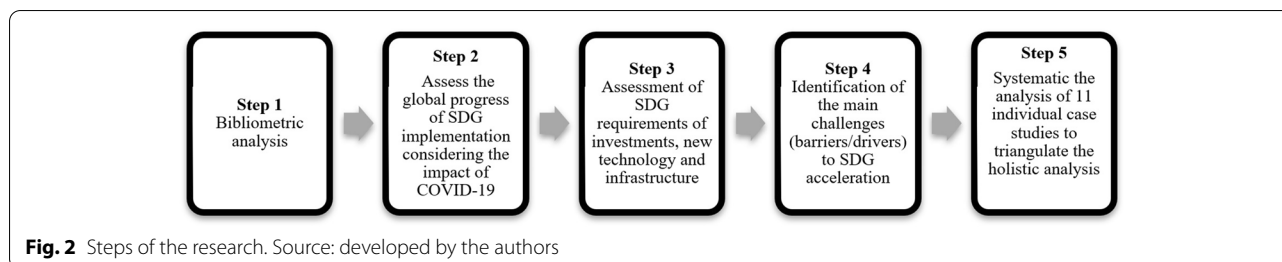 Step 1
Bibliometric
analysis
Step 2
Assess the
global progress
of SDG
implementation
considering the
impact of
COVID-19
Step 3
Assessment of
SDG
requirements of
investments, new
technology and
infrastructure
Step 4
Identification of
the main
challenges
(barriers/drivers)
to SDG
acceleration
Step 5
Systematic the
analysis of 11
individual case
studies to
triangulate the
holistic analysis
Fig. 2 Steps of the research. Source: developed by the authors